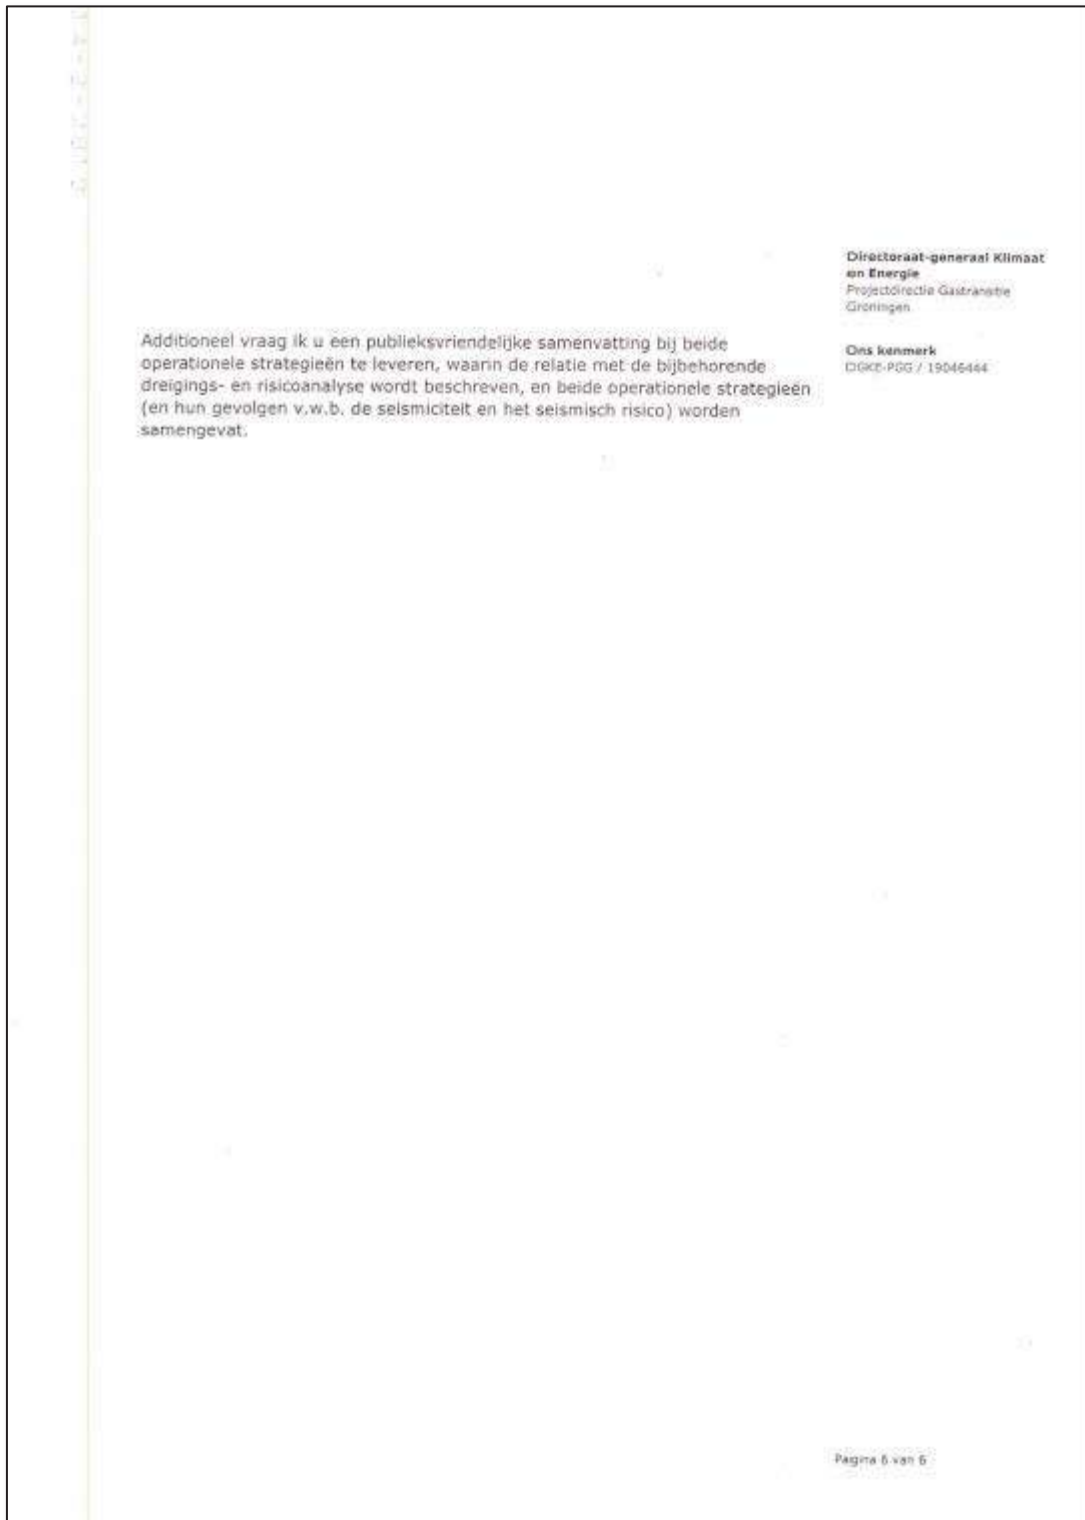 Directoraat-generaal Klimaat
en Energie
Projectdirectie Gastransitie
Groningen
Additioneel vraag ik u een publieksvriendelijke samenvatting bij beide
operationele strategieën te leveren, waarin de relatie met de bijbehorende
dreigings- en risicoanalyse wordt beschreven, en beide operationele strategieën
(en hun gevolgen v.w.b. de seismiciteit en het seismisch risico) worden
samengevat.
Ons kenmerk
DGKE-PGG / 19046444
Pagina 6 van 6